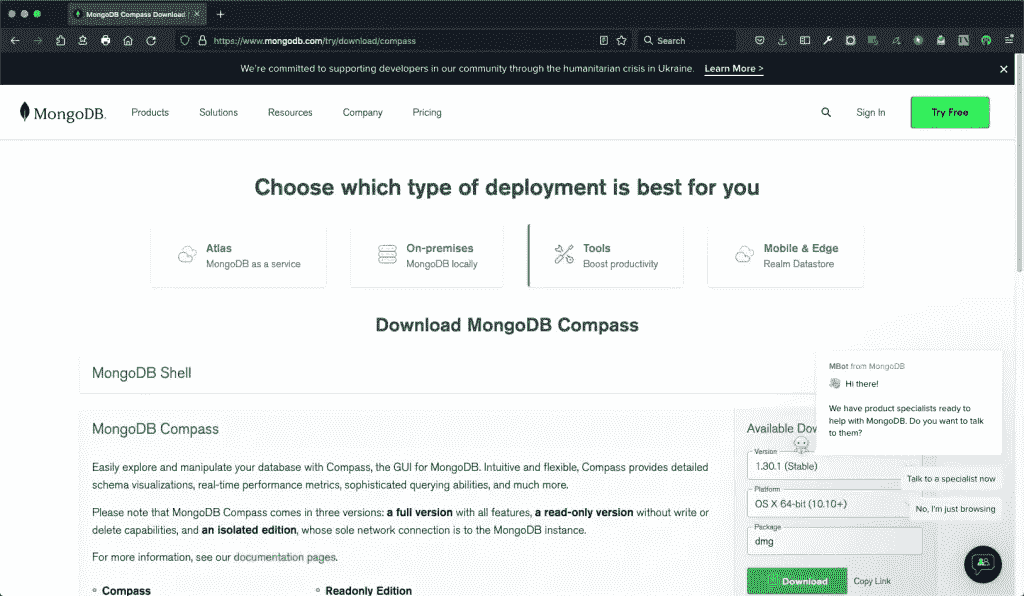 MongoDB Compass Download
https://www.mongodb.com/try/download/compass
Search
We're committed to supporting developers in our community through the humanitarian crisis in Ukraine. Learn More >
MongoDB.
Products
Solutions
Resources
Company
Pricing
Sign In
Try Free
Choose which type of deployment is best for you
Atlas
MongoDB as a service
On-premises
MongoDB locally
Tools
Boost productivity
Mobile & Edge
Realm Datastore
Download MongoDB Compass
MongoDB Shell
MongoDB Compass
Easily explore and manipulate your database with Compass, the GUI for MongoDB. Intuitive and flexible, Compass provides detailed
schema visualizations, real-time performance metrics, sophisticated querying abilities, and much more.
Please note that MongoDB Compass comes in three versions: a full version with all features, a read-only version without write or
delete capabilities, and an isolated edition, whose sole network connection is to the MongoDB instance.
For more information, see our documentation pages.
Compass
Readonly Edition
MBot from MongoDB
Hi there!
We have product specialists ready to
help with MongoDB. Do you want to talk
to them?
Talk to a specialist now
No, I'm just browsing
Available Dow
Version
1.30.1 (Stable)
Platform
OS X 64-bit (10.10+)
Package
dmg
Download
Copy Link